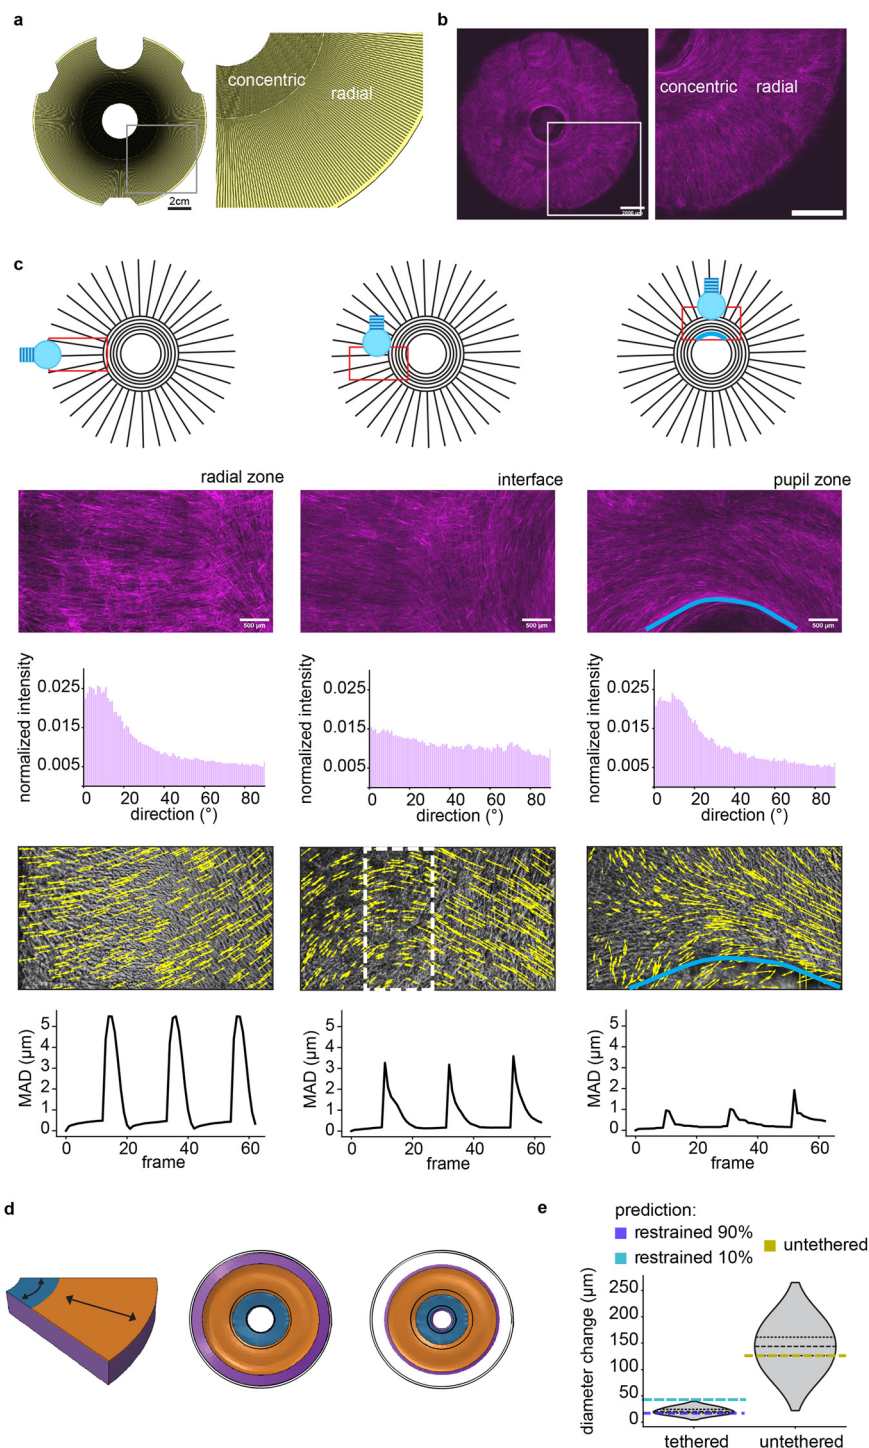 a
concentric
radial
2cm
b
concentric
radial
2000 µm
c
radial zone
interface
pupil zone
500 µm
500 µm
500 µm
normalized intensity
0.025
0.015
0.005
0
20
40
60
80
direction (°)
normalized intensity
0.025
0.015
0.005
0
20
40
60
80
direction (°)
normalized intensity
0.025
0.015
0.005
0
20
40
60
80
direction (°)
MAD (µm)
5
4
3
2
1
0
0
20
40
60
frame
MAD (µm)
5
4
3
2
1
0
0
20
40
60
frame
MAD (µm)
5
4
3
2
1
0
0
20
40
60
frame
d
e
prediction:
restrained 90%
restrained 10%
untethered
diameter change (µm)
250
200
150
100
50
0
tethered
untethered